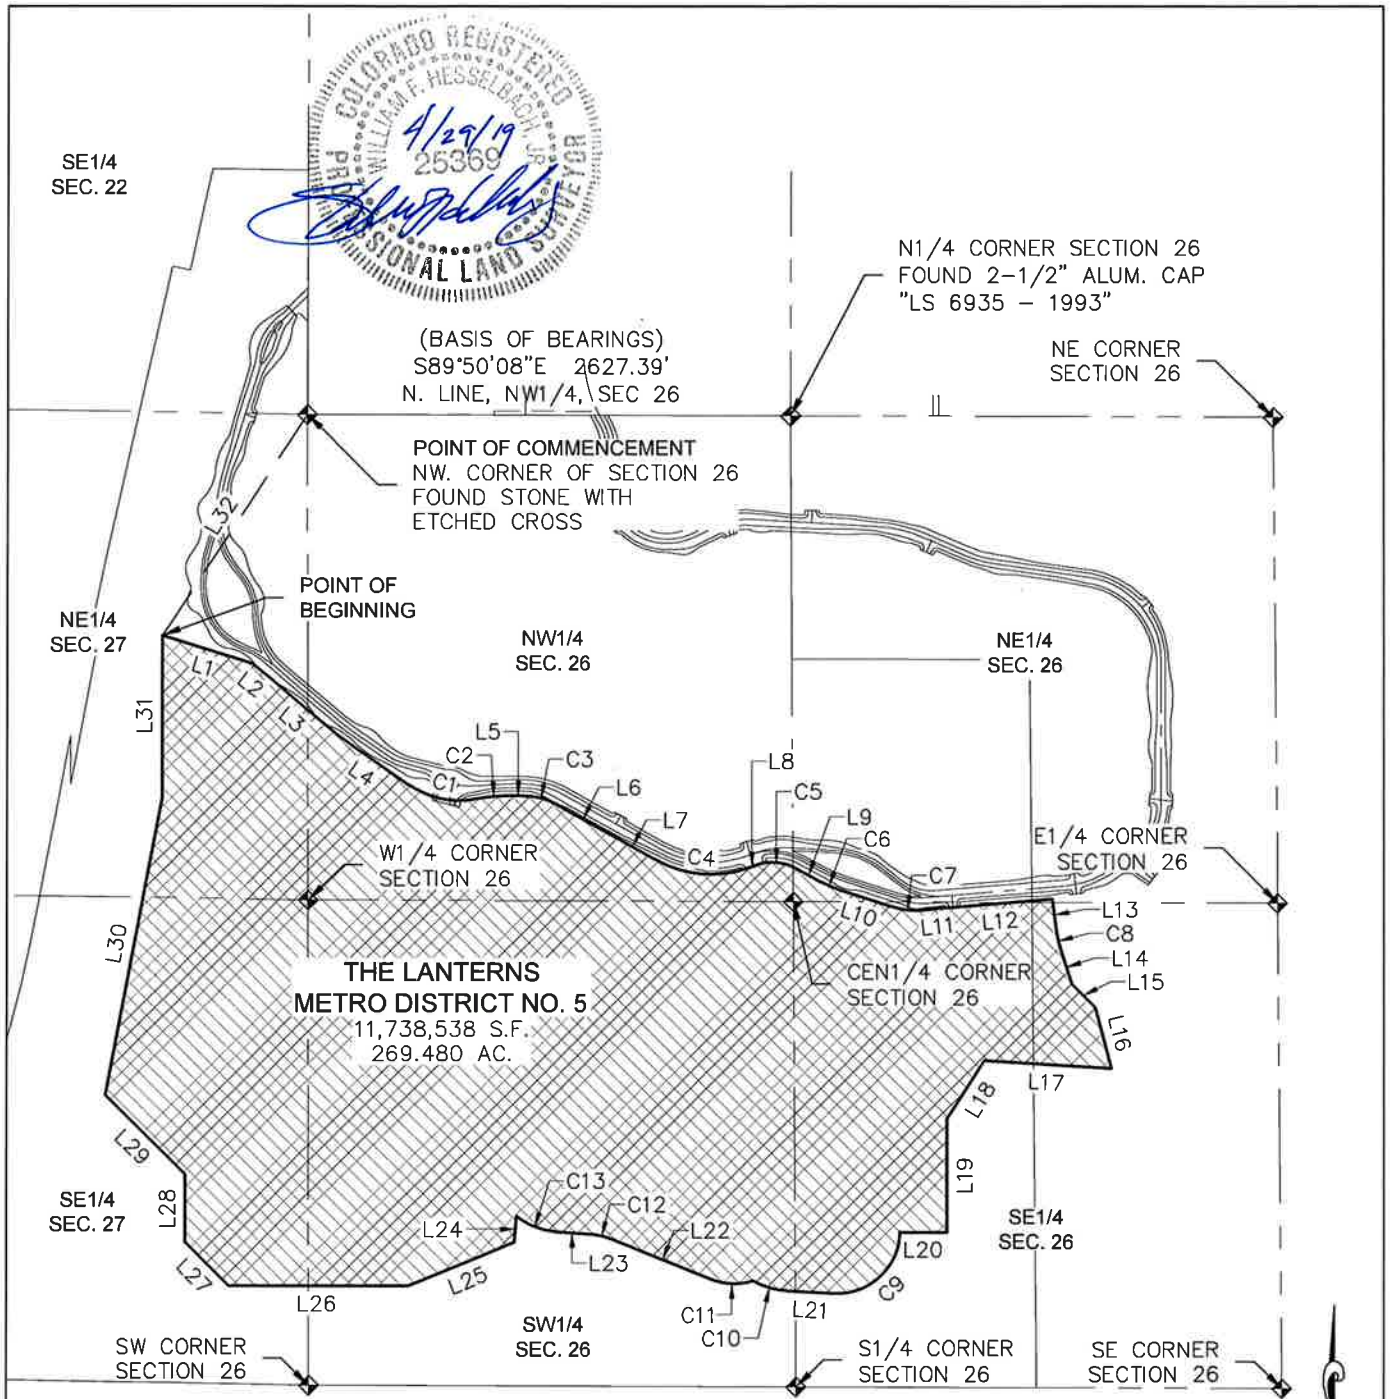 COLORADO REGISTERED
WILLIAM F. HESSELBACH, JR
4/29/19
25369
PROFESSIONAL LAND SURVEYOR
SE1/4
SEC. 22
N1/4 CORNER SECTION 26
FOUND 2-1/2" ALUM. CAP
"LS 6935 - 1993"
(BASIS OF BEARINGS)
S89°50'08"E 2627.39'
N. LINE, NW1/4, SEC 26
NE CORNER
SECTION 26
POINT OF COMMENCEMENT
NW. CORNER OF SECTION 26
FOUND STONE WITH
ETCHED CROSS
L32
POINT OF
BEGINNING
NE1/4
SEC. 27
NW1/4
SEC. 26
NE1/4
SEC. 26
L1
L2
L3
L4
L31
C1
C2
L5
C3
L6
L7
C4
L8
C5
L9
C6
C7
L10
L11
L12
E1/4 CORNER
SECTION 26
W1/4 CORNER
SECTION 26
L13
C8
L14
L15
L16
CEN1/4 CORNER
SECTION 26
L30
THE LANTERNS
METRO DISTRICT NO. 5
11,738,538 S.F.
269.480 AC.
L17
L18
L19
L29
L28
SE1/4
SEC. 27
C13
C12
L22
L24
L23
L20
SE1/4
SEC. 26
L27
L26
L25
C11
C10
L21
C9
SW1/4
SEC. 26
SW CORNER
SECTION 26
S1/4 CORNER
SECTION 26
SE CORNER
SECTION 26